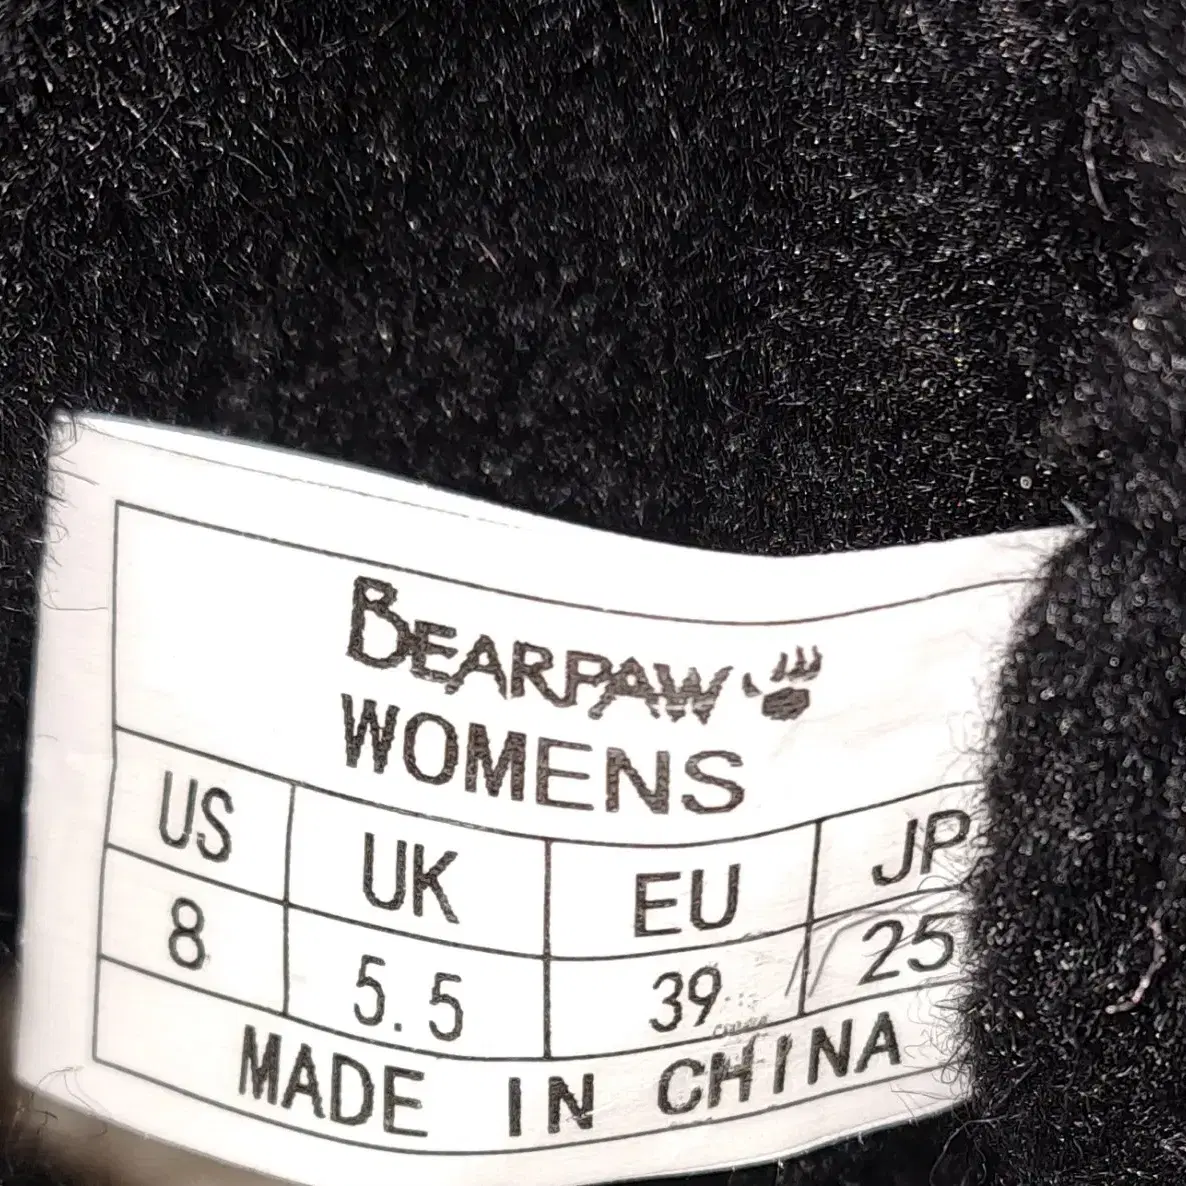 BEARPAW
WOMENS
US UK EU JP
8 5.5 39 25
MADE IN CHINA